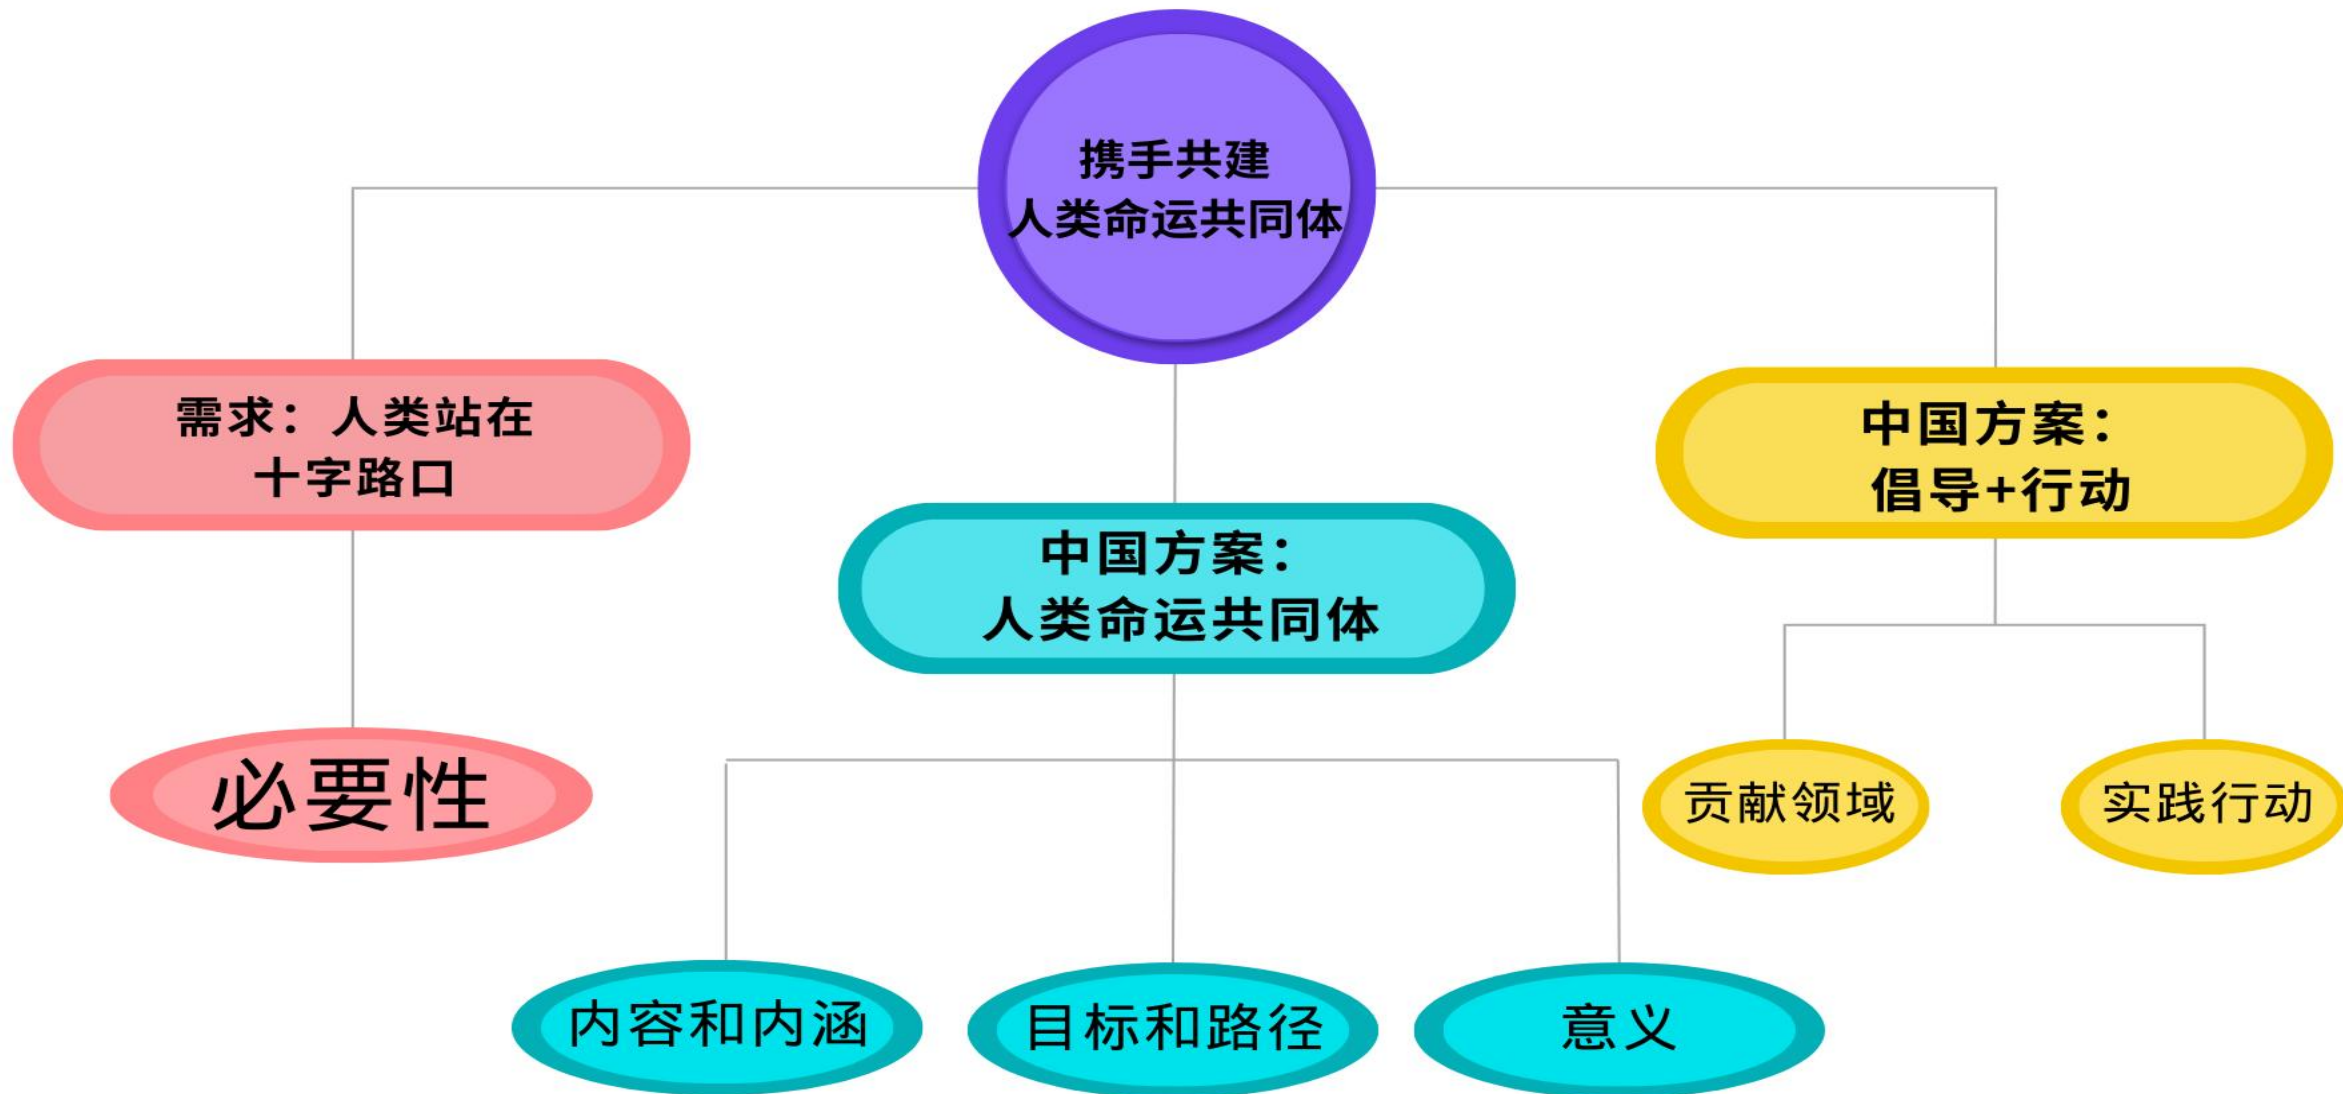 携手共建
人类命运共同体
需求：人类站在
十字路口
中国方案：
倡导+行动
中国方案：
人类命运共同体
必要性
贡献领域
实践行动
内容和内涵
目标和路径
意义